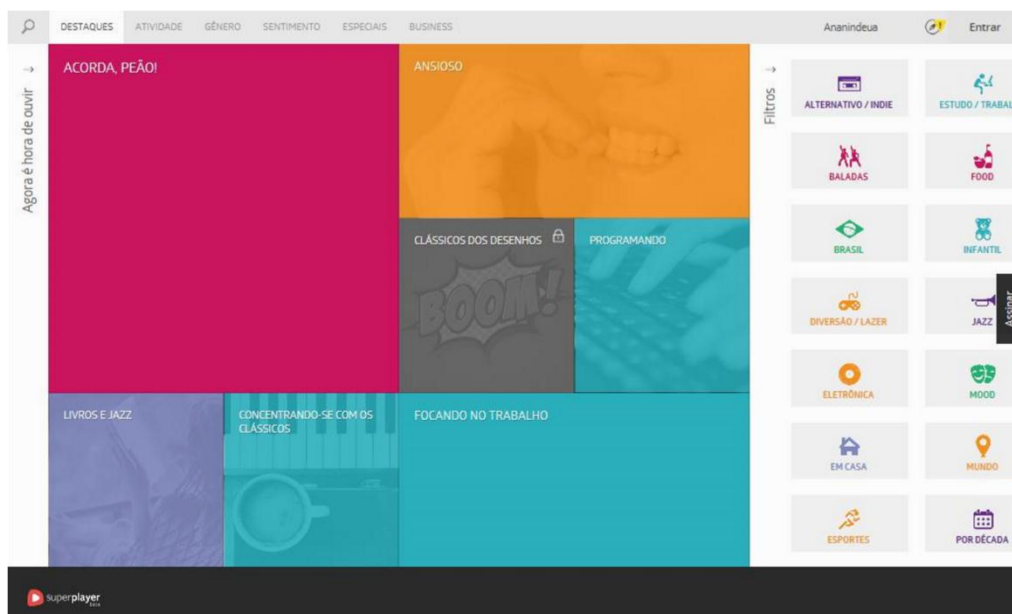 DESTAQUES ATIVIDADE GÊNERO SENTIMENTO ESPECIAIS BUSINESS Ananindeua Entrar
Agora é hora de ouvir
ACORDA, PEÃO!
ANSIOSO
CLÁSSICOS DOS DESENHOS
BOOM!
PROGRAMANDO
LIVROS E JAZZ
CONCENTRANDO-SE COM OS
CLÁSSICOS
FOCANDO NO TRABALHO
Filtros
ALTERNATIVO / INDIE
ESTUDO / TRABAL
BALADAS
FOOD
BRASIL
INFANTIL
DIVERSÃO / LAZER
JAZZ
Assinar
ELETRÔNICA
MOOD
EM CASA
MUNDO
ESPORTES
POR DÉCADA
superplayer
beta